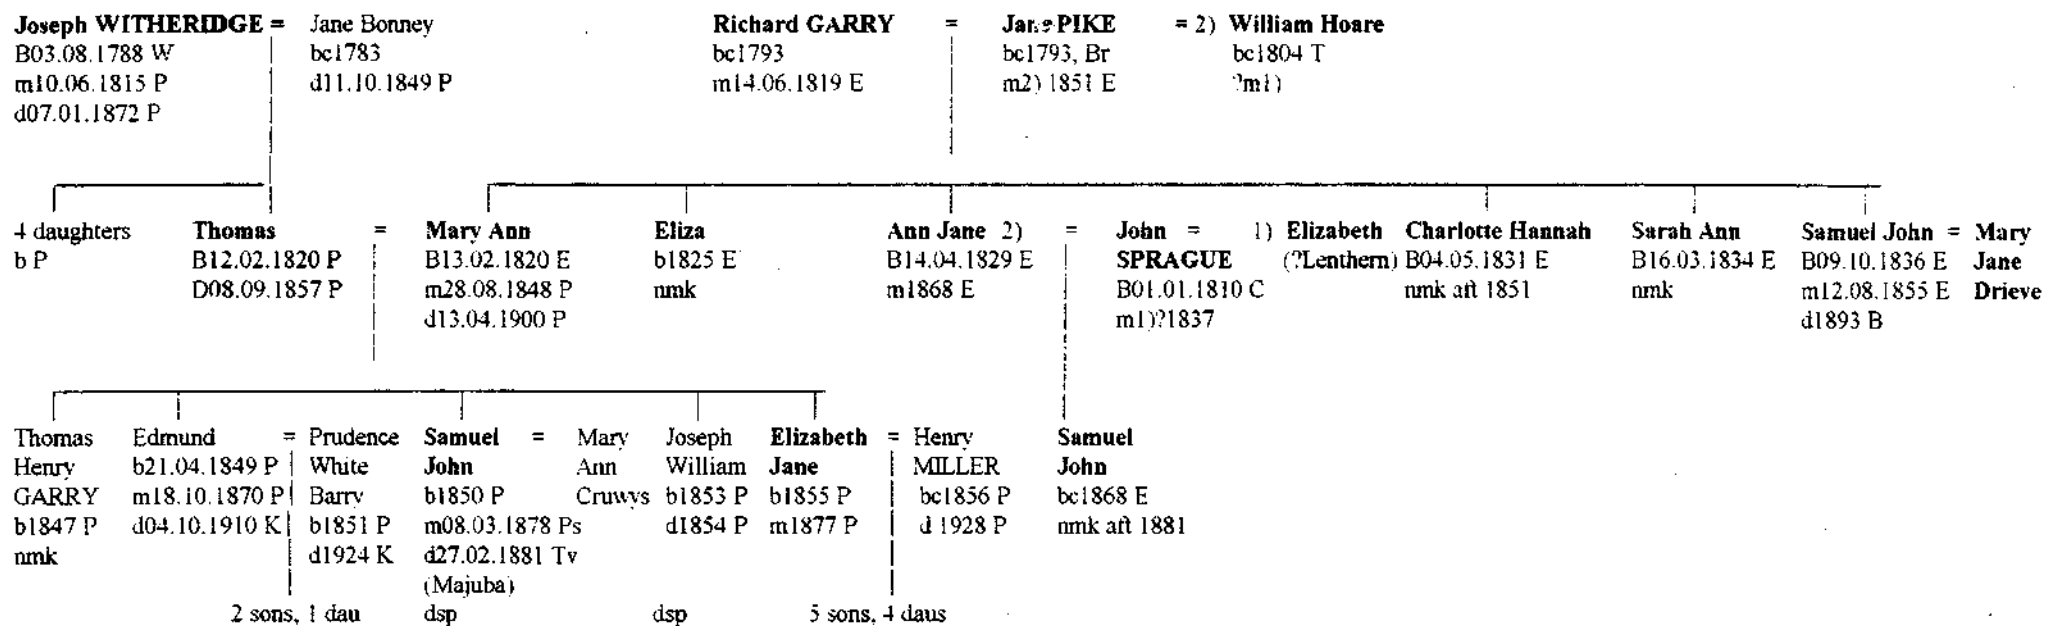 Joseph WITHERIDGE = Jane Bonney Richard GARRY = Jane PIKE = 2) William Hoare
B03.08.1788 W bc1783 bc1793 bc1793, Br bc1804 T
m10.06.1815 P d11.10.1849 P m14.06.1819 E m2) 1851 E ?m1)
d07.01.1872 P
4 daughters Thomas = Mary Ann Eliza Ann Jane 2) = John = 1) Elizabeth Charlotte Hannah Sarah Ann Samuel John = Mary
b P B12.02.1820 P B13.02.1820 E b1825 E B14.04.1829 E SPRAGUE (?Lenthern) B04.05.1831 E B16.03.1834 E B09.10.1836 E Jane
D08.09.1857 P m28.08.1848 P nmk m1868 E B01.01.1810 C nmk aft 1851 nmk m12.08.1855 E Drieve
d13.04.1900 P m1)?1837 d1893 B
Thomas Edmund = Prudence Samuel = Mary Joseph Elizabeth = Henry Samuel
Henry b21.04.1849 P White John Ann William Jane MILLER John
GARRY m18.10.1870 P Barry b1850 P Cruwys b1853 P b1855 P bc1856 P bc1868 E
b1847 P d04.10.1910 K b1851 P m08.03.1878 Ps d1854 P m1877 P d 1928 P nmk aft 1881
nmk d1924 K d27.02.1881 Tv
(Majuba)
2 sons, 1 dau dsp dsp 5 sons, 4 daus